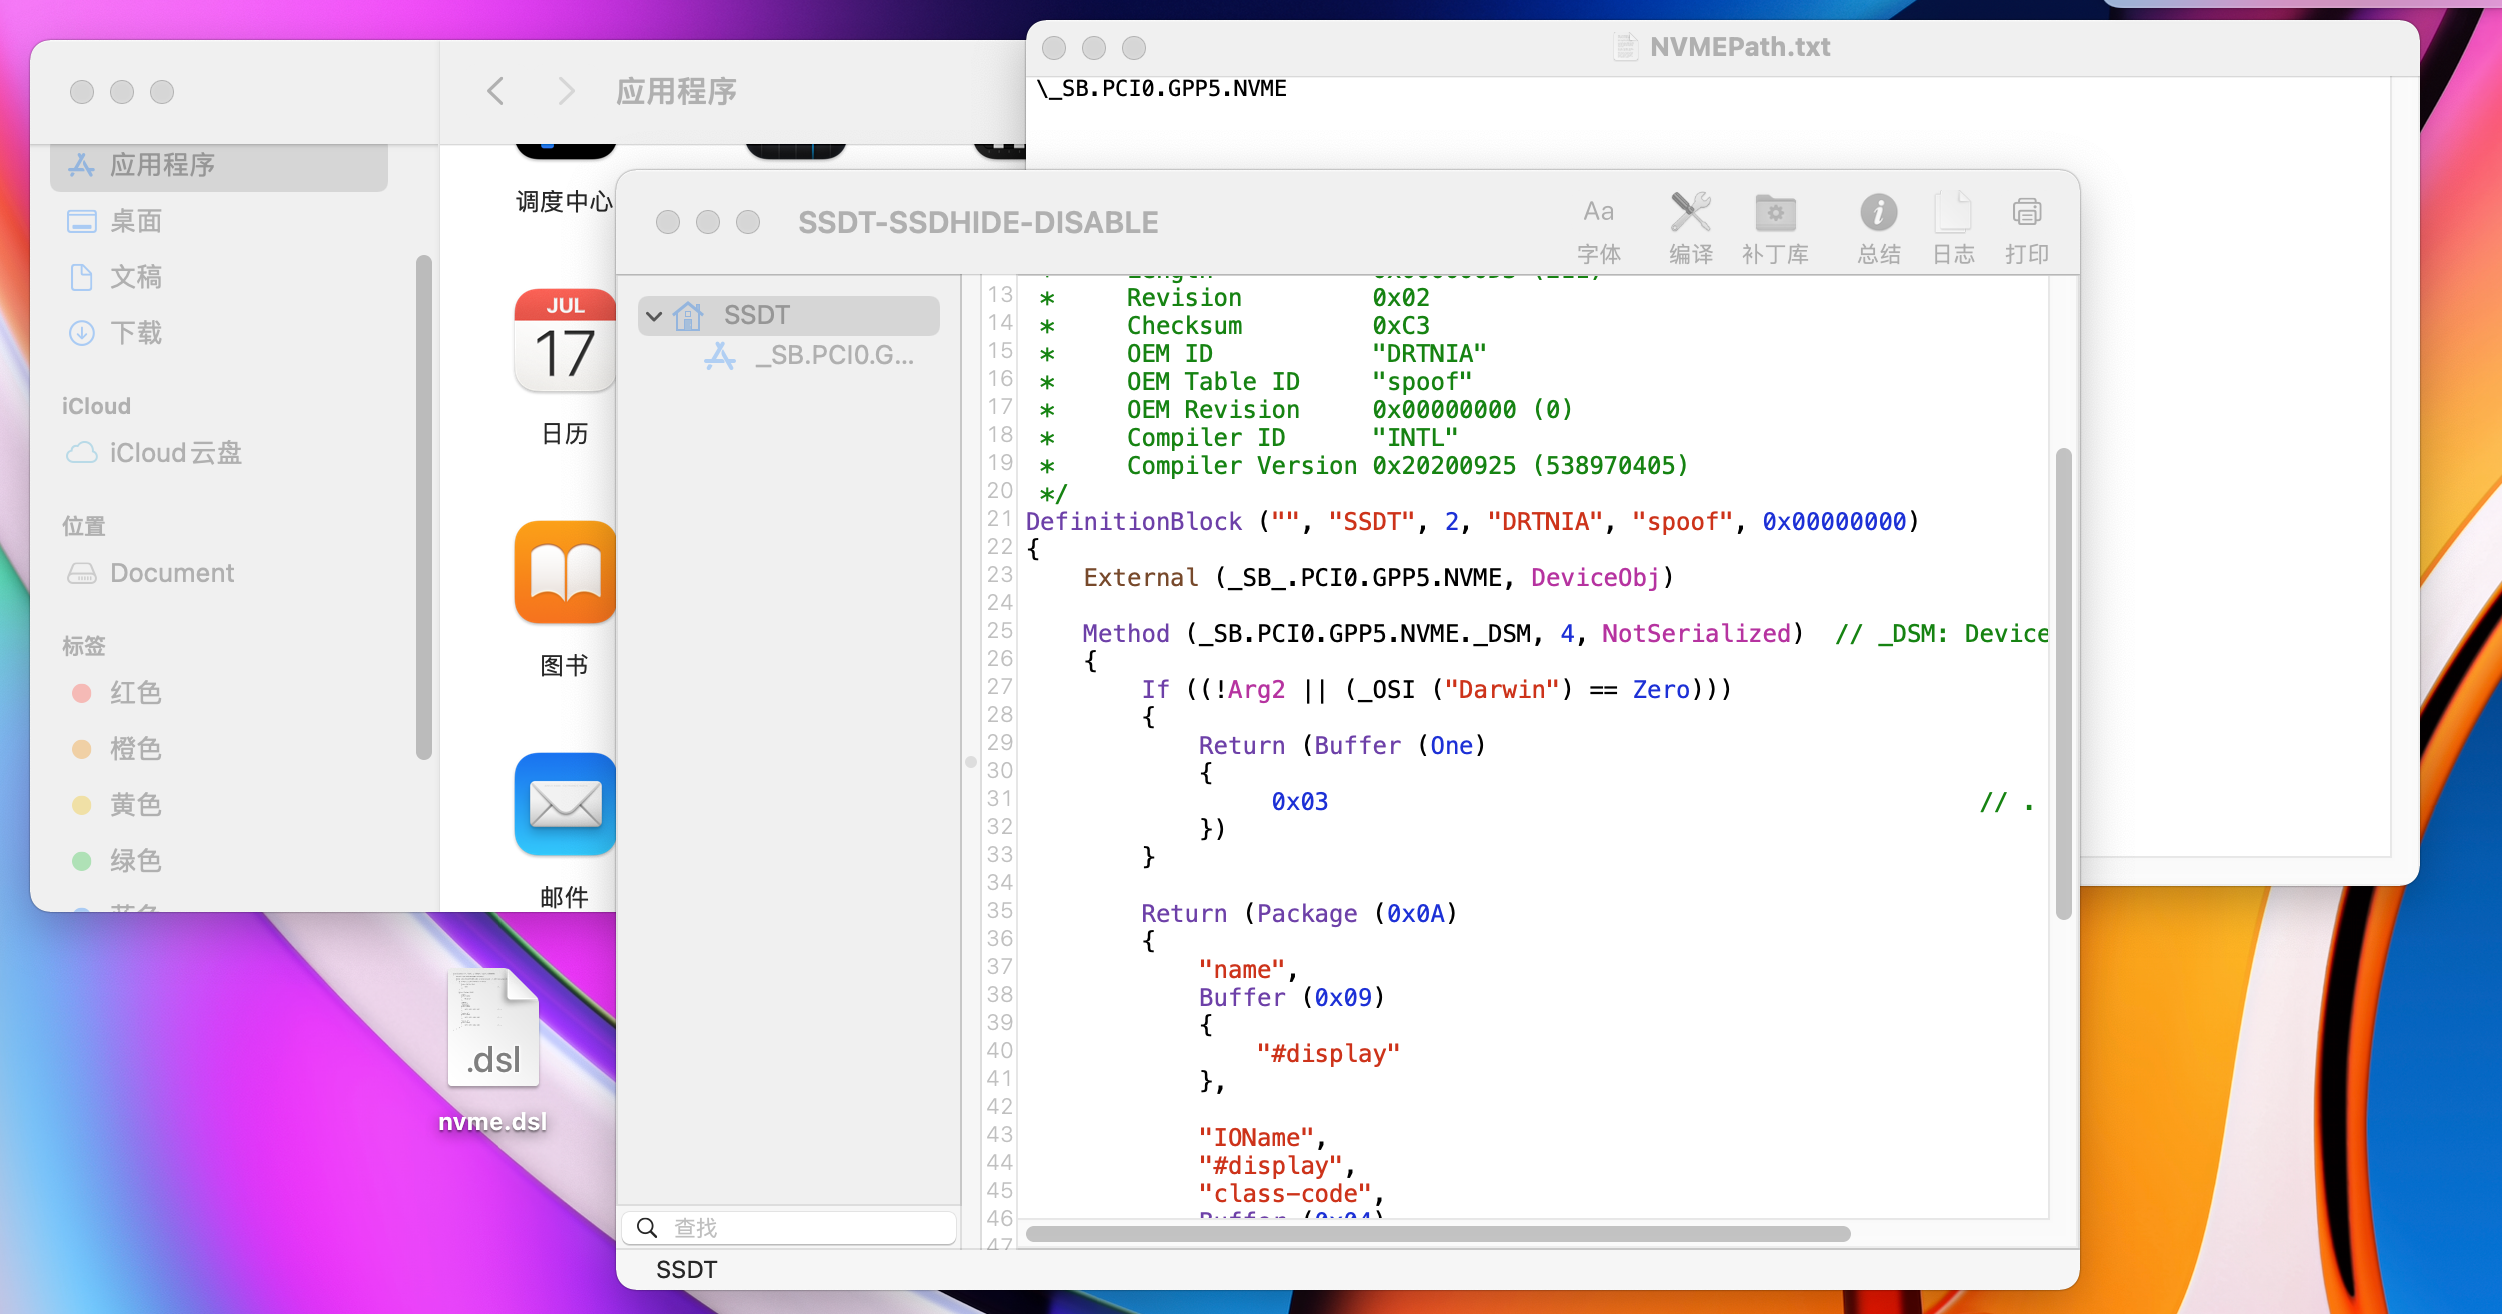 应用程序
应用程序
桌面
文稿
下载
iCloud
iCloud云盘
位置
Document
标签
红色
橙色
黄色
绿色
调度中心
JUL
17
日历
图书
邮件
NVMEPath.txt
\_SB.PCI0.GPP5.NVME
SSDT-SSDHIDE-DISABLE
Aa
字体
编译
补丁库
总结
日志
打印
SSDT
_SB.PCI0.G...
13 *     Revision         0x02
14 *     Checksum         0xC3
15 *     OEM ID           "DRTNIA"
16 *     OEM Table ID     "spoof"
17 *     OEM Revision     0x00000000 (0)
18 *     Compiler ID      "INTL"
19 *     Compiler Version 0x20200925 (538970405)
20 */
21 DefinitionBlock ("", "SSDT", 2, "DRTNIA", "spoof", 0x00000000)
22 {
23     External (_SB_.PCI0.GPP5.NVME, DeviceObj)
24
25     Method (_SB.PCI0.GPP5.NVME._DSM, 4, NotSerialized)  // _DSM: Device
26     {
27         If ((!Arg2 || (_OSI ("Darwin") == Zero)))
28         {
29             Return (Buffer (One)
30             {
31                  0x03                                             // .
32             })
33         }
34
35         Return (Package (0x0A)
36         {
37             "name",
38             Buffer (0x09)
39             {
40                 "#display"
41             },
42
43             "IOName",
44             "#display",
45             "class-code",
46             Buffer (0x04)
47
查找
SSDT
.dsl
nvme.dsl